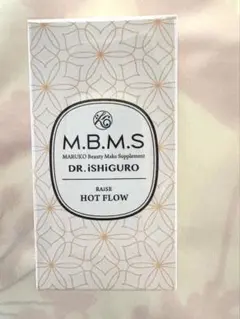 M.B.M.S
MARUKO Beauty Make Supplement
DR.iSHiGURO
RAiSE
HOT FLOW